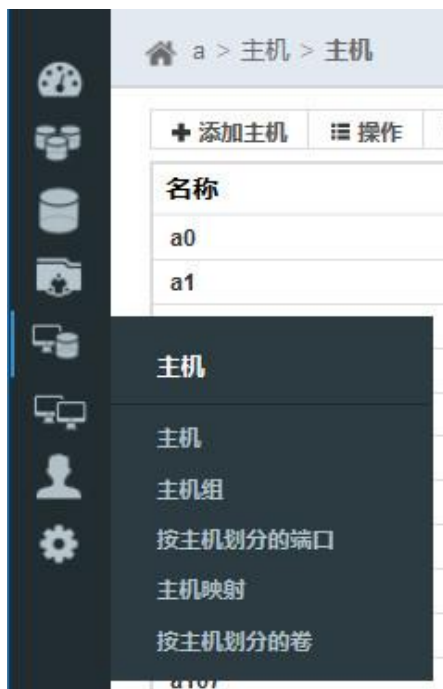 a > 主机 > 主机
添加主机 操作
名称
a0
a1
主机
主机
主机组
按主机划分的端口
主机映射
按主机划分的卷